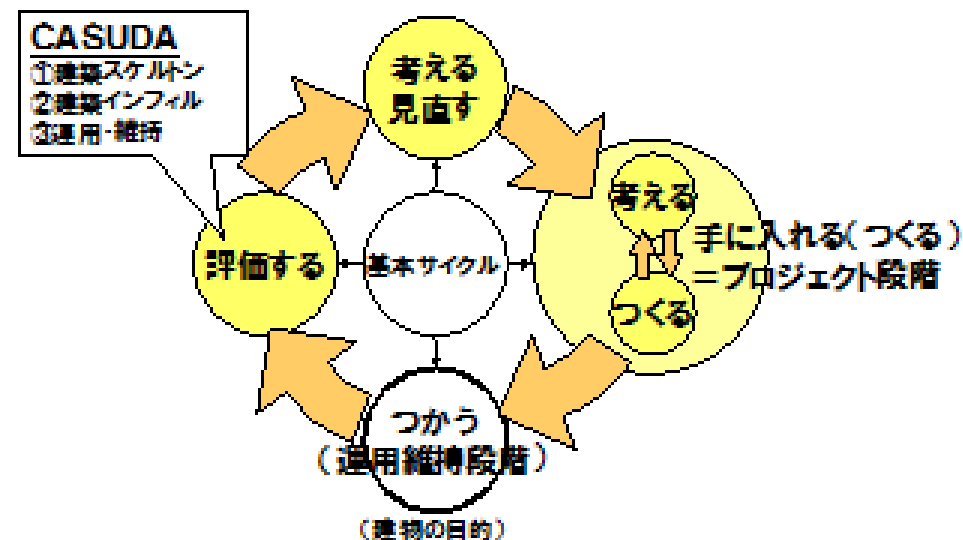 CASUDA
①建築スケルトン
②建築インフィル
③運用・維持
考える
見直す
考える
手に入れる(つくる)
=プロジェクト段階
つくる
評価する
基本サイクル
つかう
(運用維持段階)
(建物の目的)